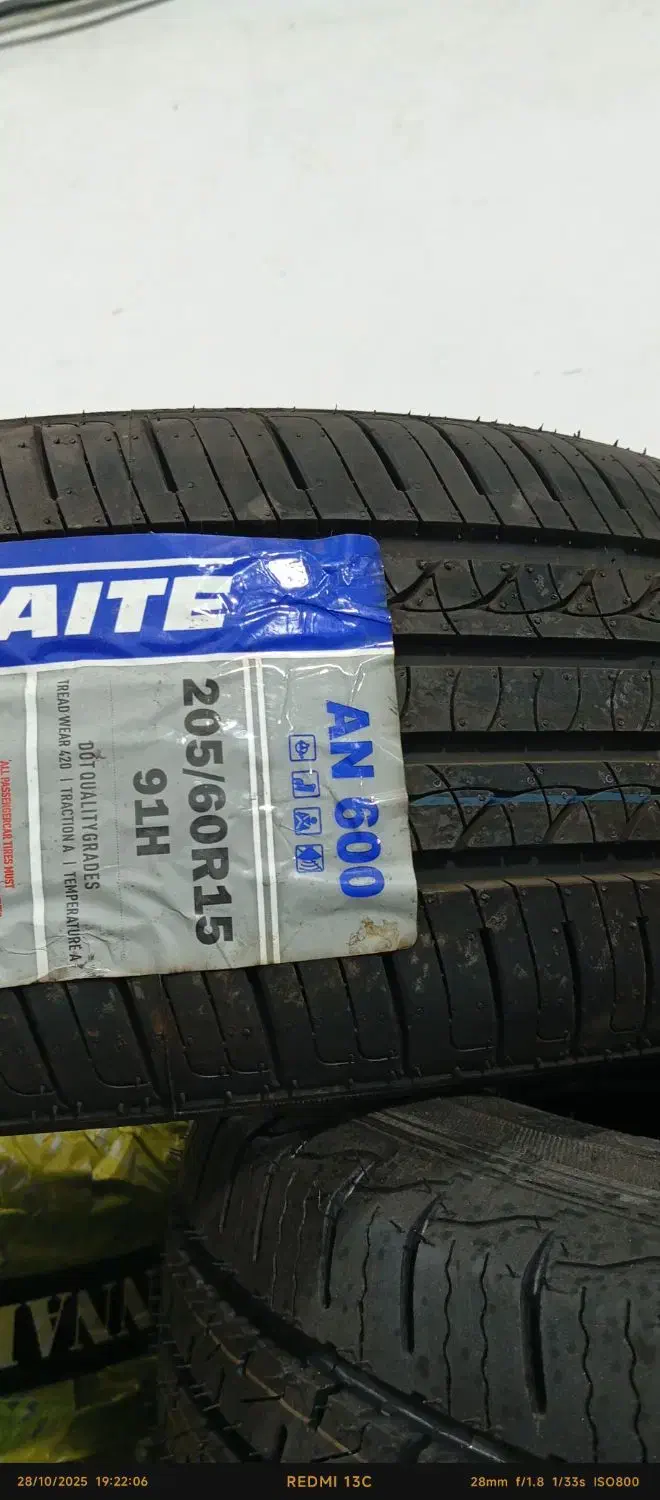 AITE
AN 600
205/60R15
91H
DOT QUALITY GRADES
TREAD WEAR 420 | TRACTION A | TEMPERATURE A
ALL PASSENGER CAR TIRES MUST
28/10/2025 19:22:06
REDMI 13C
28mm f/1.8 1/33s ISO800